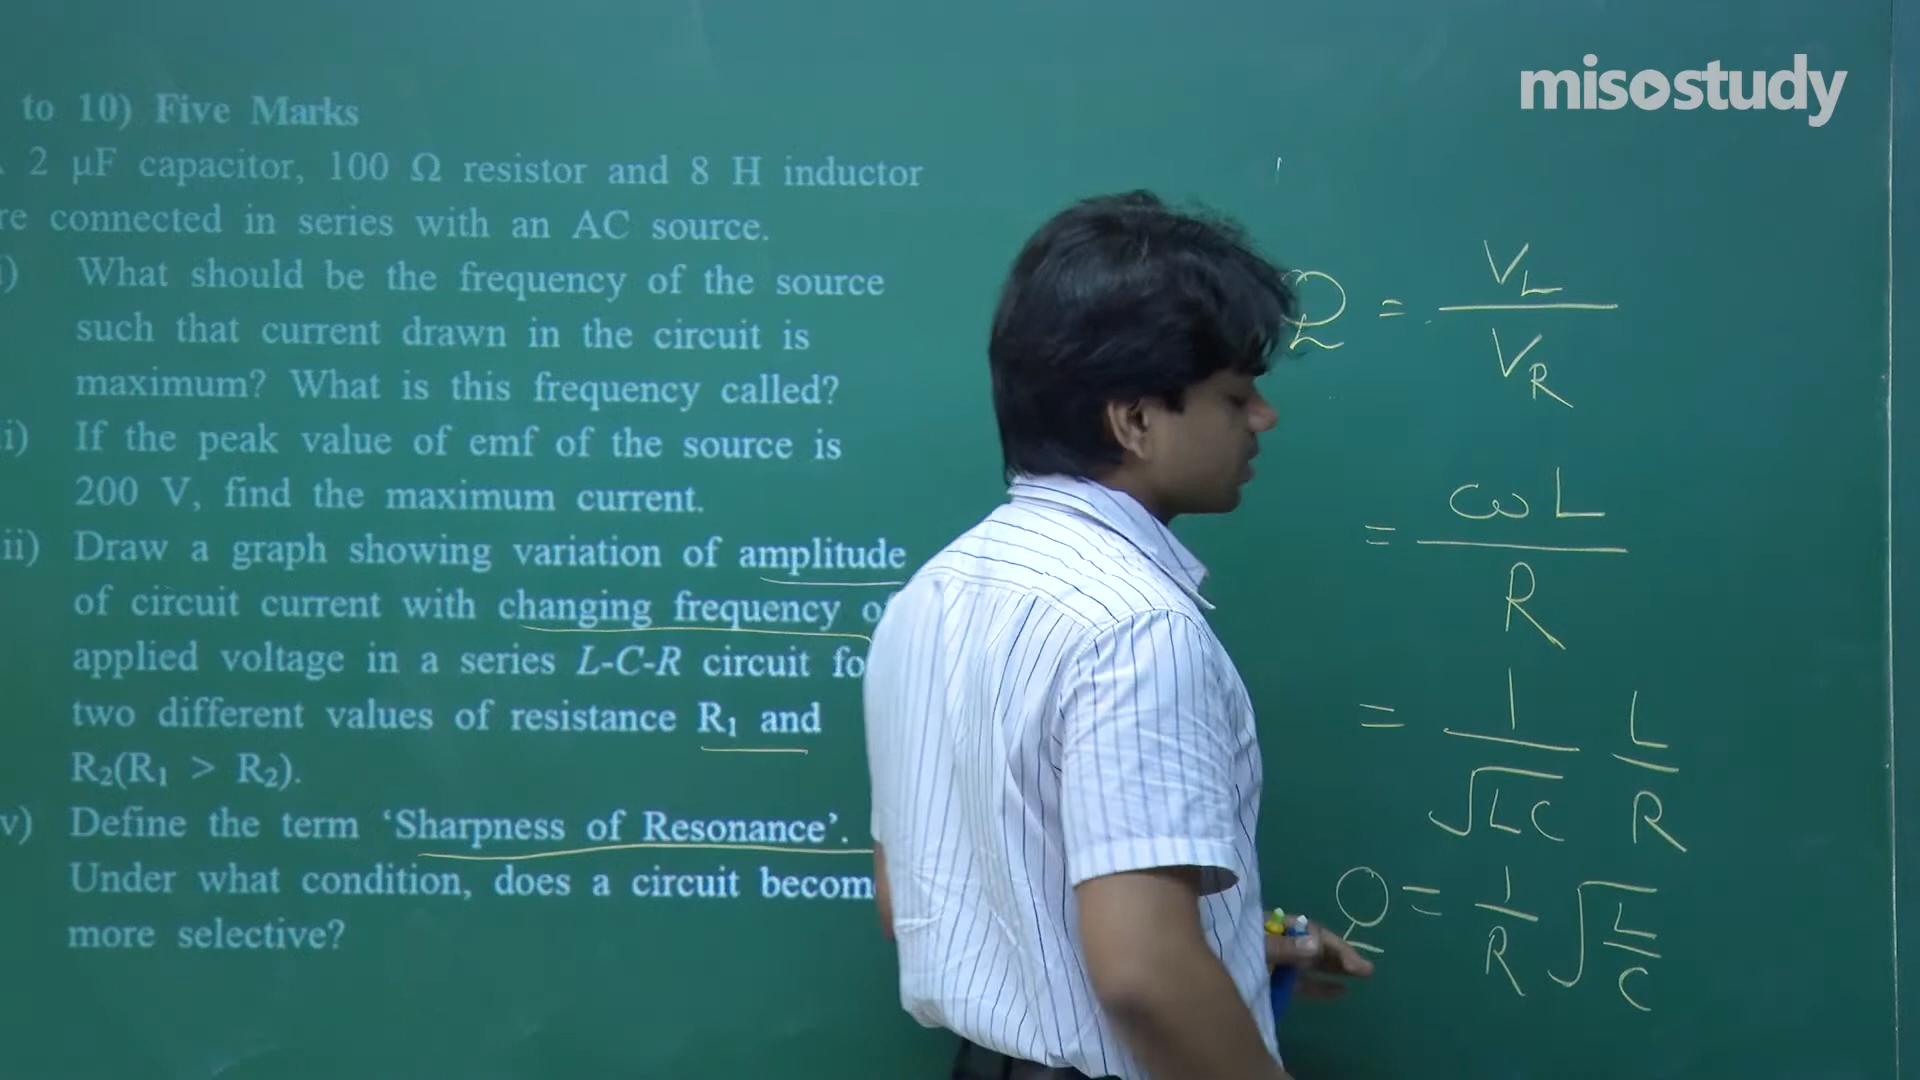 misostudy
to 10) Five Marks
2 μF capacitor, 100 Ω resistor and 8 H inductor
re connected in series with an AC source.
i) What should be the frequency of the source
such that current drawn in the circuit is
maximum? What is this frequency called?
i) If the peak value of emf of the source is
200 V, find the maximum current.
ii) Draw a graph showing variation of amplitude
of circuit current with changing frequency o
applied voltage in a series L-C-R circuit fo
two different values of resistance R₁ and
R₂(R₁ > R₂).
v) Define the term ‘Sharpness of Resonance’.
Under what condition, does a circuit becom
more selective?
Q = V_L / V_R
= ωL / R
= 1/√LC L/R
Q = 1/R √L/C